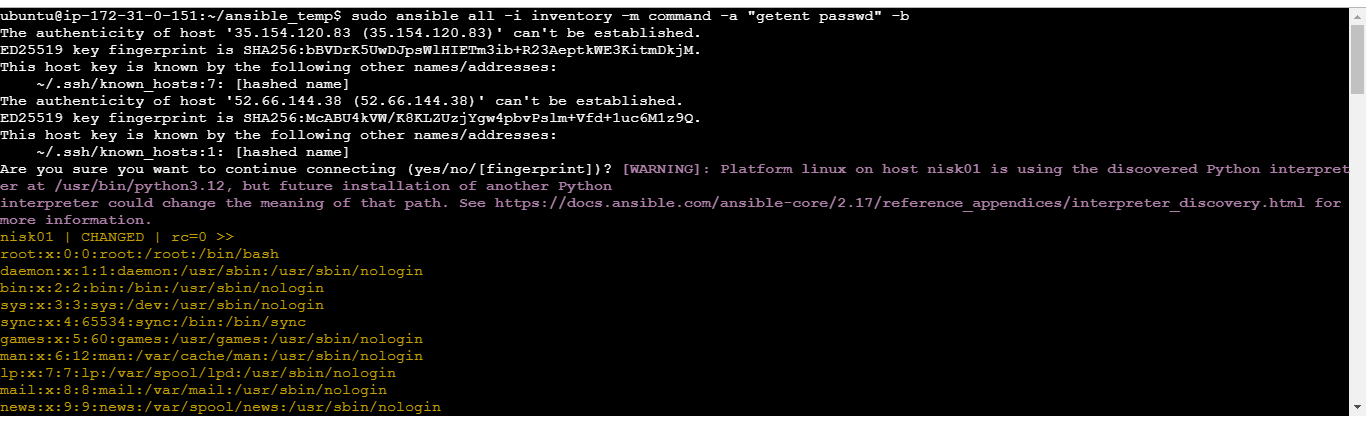 ubuntu@ip-172-31-0-151:~/ansible_temp$ sudo ansible all -i inventory -m command -a "getent passwd" -b
The authenticity of host '35.154.120.83 (35.154.120.83)' can't be established.
ED25519 key fingerprint is SHA256:bBVDrK5UwDJpsWlHIETm3ib+R23AeptkWE3KitmDkjM.
This host key is known by the following other names/addresses:
    ~/.ssh/known_hosts:7: [hashed name]
The authenticity of host '52.66.144.38 (52.66.144.38)' can't be established.
ED25519 key fingerprint is SHA256:McABU4kVW/K8KLZUzjYgw4pbvPslm+Vfd+1uc6M1z9Q.
This host key is known by the following other names/addresses:
    ~/.ssh/known_hosts:1: [hashed name]
Are you sure you want to continue connecting (yes/no/[fingerprint])? [WARNING]: Platform linux on host nisk01 is using the discovered Python interpret
er at /usr/bin/python3.12, but future installation of another Python
interpreter could change the meaning of that path. See https://docs.ansible.com/ansible-core/2.17/reference_appendices/interpreter_discovery.html for
more information.
nisk01 | CHANGED | rc=0 >>
root:x:0:0:root:/root:/bin/bash
daemon:x:1:1:daemon:/usr/sbin:/usr/sbin/nologin
bin:x:2:2:bin:/bin:/usr/sbin/nologin
sys:x:3:3:sys:/dev:/usr/sbin/nologin
sync:x:4:65534:sync:/bin:/bin/sync
games:x:5:60:games:/usr/games:/usr/sbin/nologin
man:x:6:12:man:/var/cache/man:/usr/sbin/nologin
lp:x:7:7:lp:/var/spool/lpd:/usr/sbin/nologin
mail:x:8:8:mail:/var/mail:/usr/sbin/nologin
news:x:9:9:news:/var/spool/news:/usr/sbin/nologin